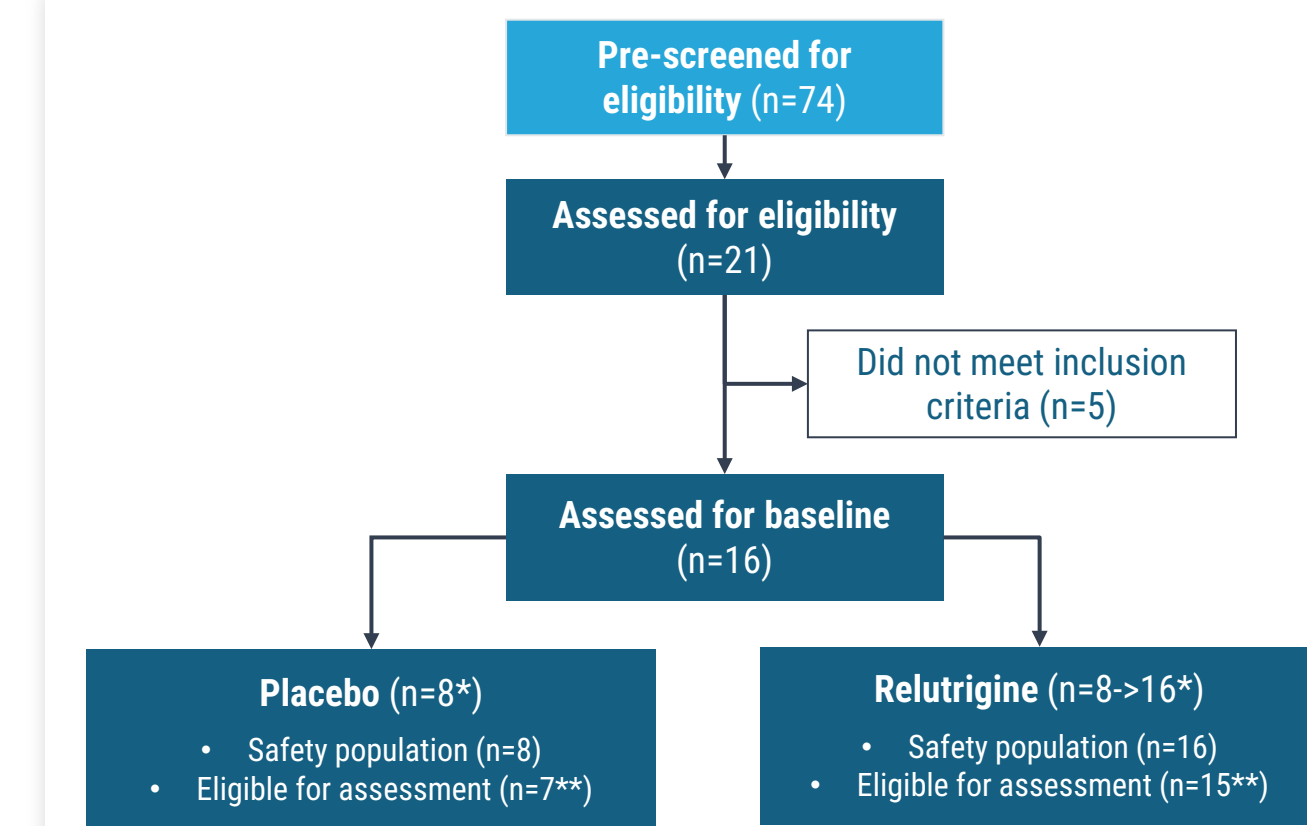 Pre-screened for
eligibility (n=74)
Assessed for eligibility
(n=21)
Did not meet inclusion
criteria (n=5)
Assessed for baseline
(n=16)
Placebo (n=8*)
• Safety population (n=8)
• Eligible for assessment (n=7**)
Relutrigine (n=8->16*)
• Safety population (n=16)
• Eligible for assessment (n=15**)